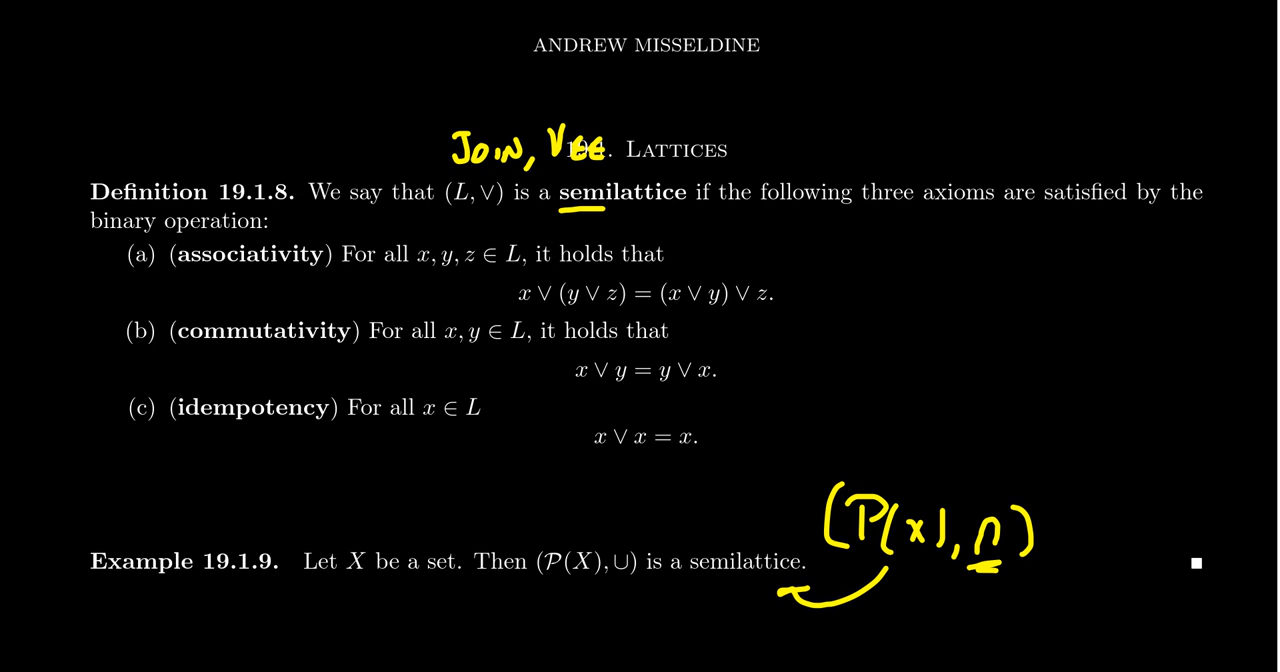 ANDREW MISSELDINE
JOIN, VEE
LATTICES
Definition 19.1.8. We say that (L, ∨) is a semilattice if the following three axioms are satisfied by the
binary operation:
(a) (associativity) For all x, y, z ∈ L, it holds that
x ∨ (y ∨ z) = (x ∨ y) ∨ z.
(b) (commutativity) For all x, y ∈ L, it holds that
x ∨ y = y ∨ x.
(c) (idempotency) For all x ∈ L
x ∨ x = x.
(P(x), ∩)
Example 19.1.9. Let X be a set. Then (𝒫(X), ∪) is a semilattice. ■